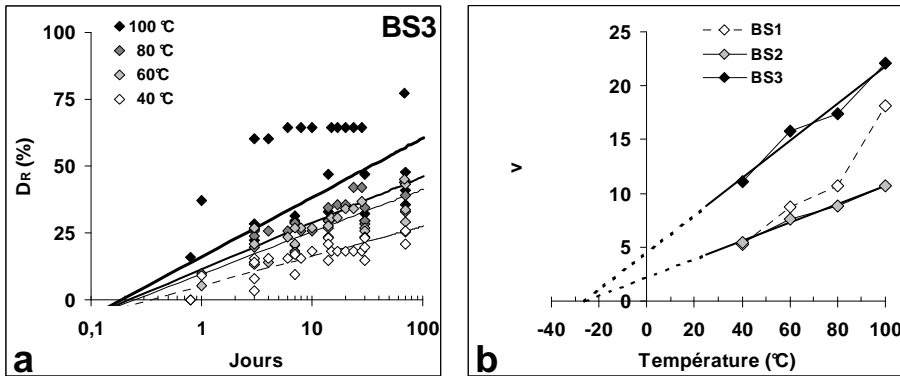 BS3
100 °C
80 °C
60°C
40 °C
100
75
50
25
0
DR (%)
0,1 1 10 100
Jours
a
BS1
BS2
BS3
25
20
15
10
5
0
v
-40 -20 0 20 40 60 80 100
Température (°C)
b